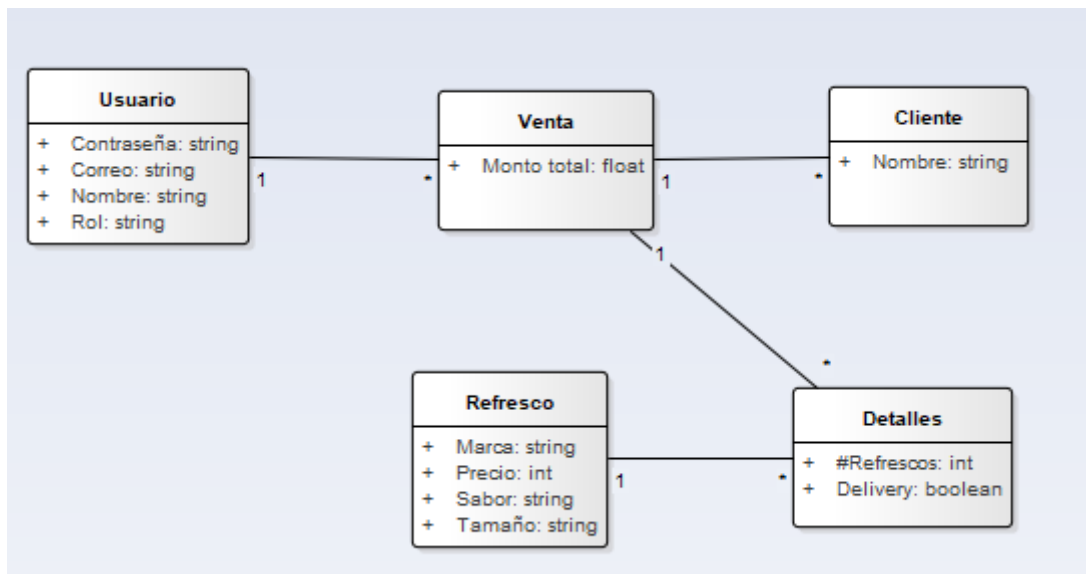 Usuario
+ Contraseña: string
+ Correo: string
+ Nombre: string
+ Rol: string
1
*
Venta
+ Monto total: float
1
*
Cliente
+ Nombre: string
1
*
Refresco
+ Marca: string
+ Precio: int
+ Sabor: string
+ Tamaño: string
1
*
Detalles
+ #Refrescos: int
+ Delivery: boolean